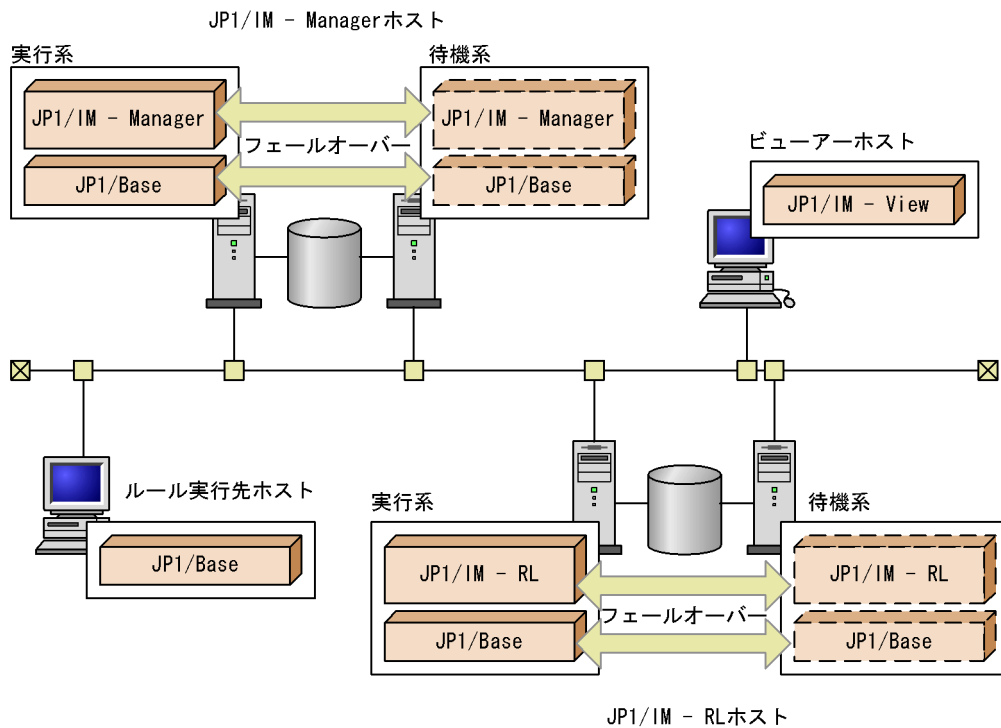 JP1/IM - Managerホスト
実行系
待機系
JP1/IM - Manager
JP1/IM - Manager
フェールオーバー
JP1/Base
JP1/Base
ビューアーホスト
JP1/IM - View
ルール実行先ホスト
JP1/Base
実行系
待機系
JP1/IM - RL
JP1/IM - RL
フェールオーバー
JP1/Base
JP1/Base
JP1/IM - RLホスト